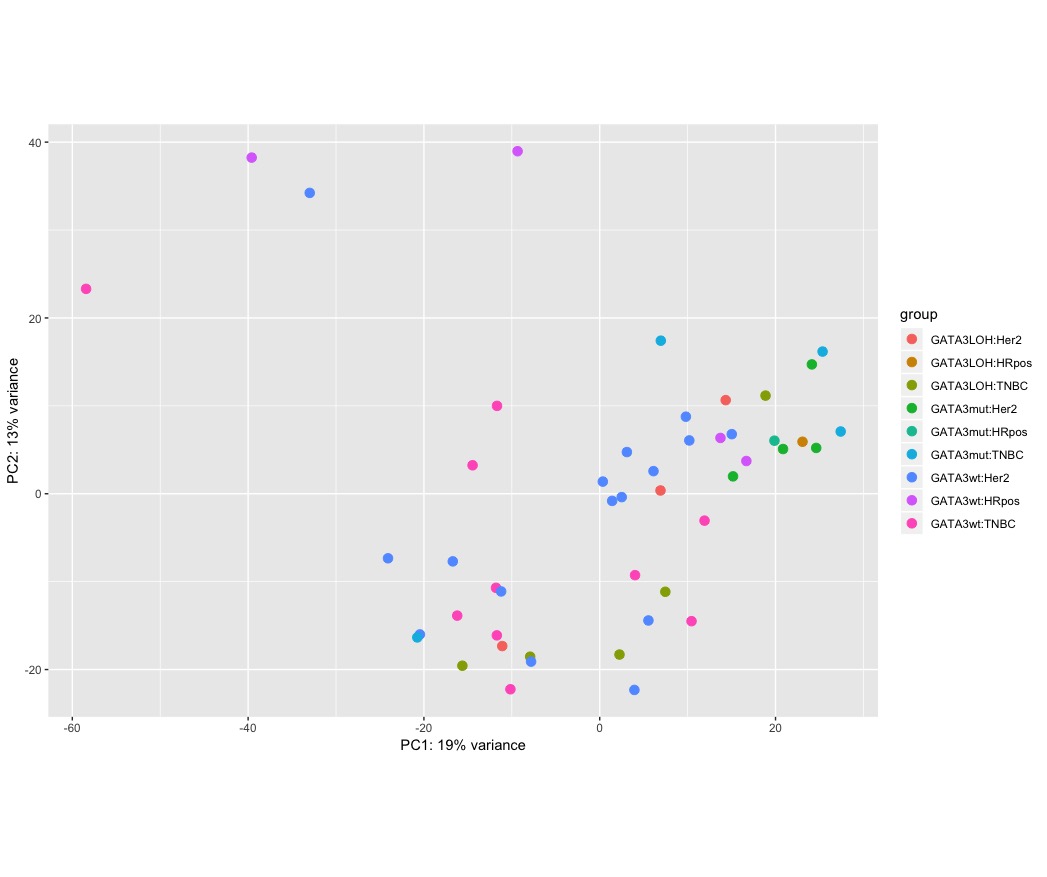 40
20
0
-20
PC2: 13% variance
-60
-40
-20
0
20
PC1: 19% variance
group
GATA3LOH:Her2
GATA3LOH:HRpos
GATA3LOH:TNBC
GATA3mut:Her2
GATA3mut:HRpos
GATA3mut:TNBC
GATA3wt:Her2
GATA3wt:HRpos
GATA3wt:TNBC